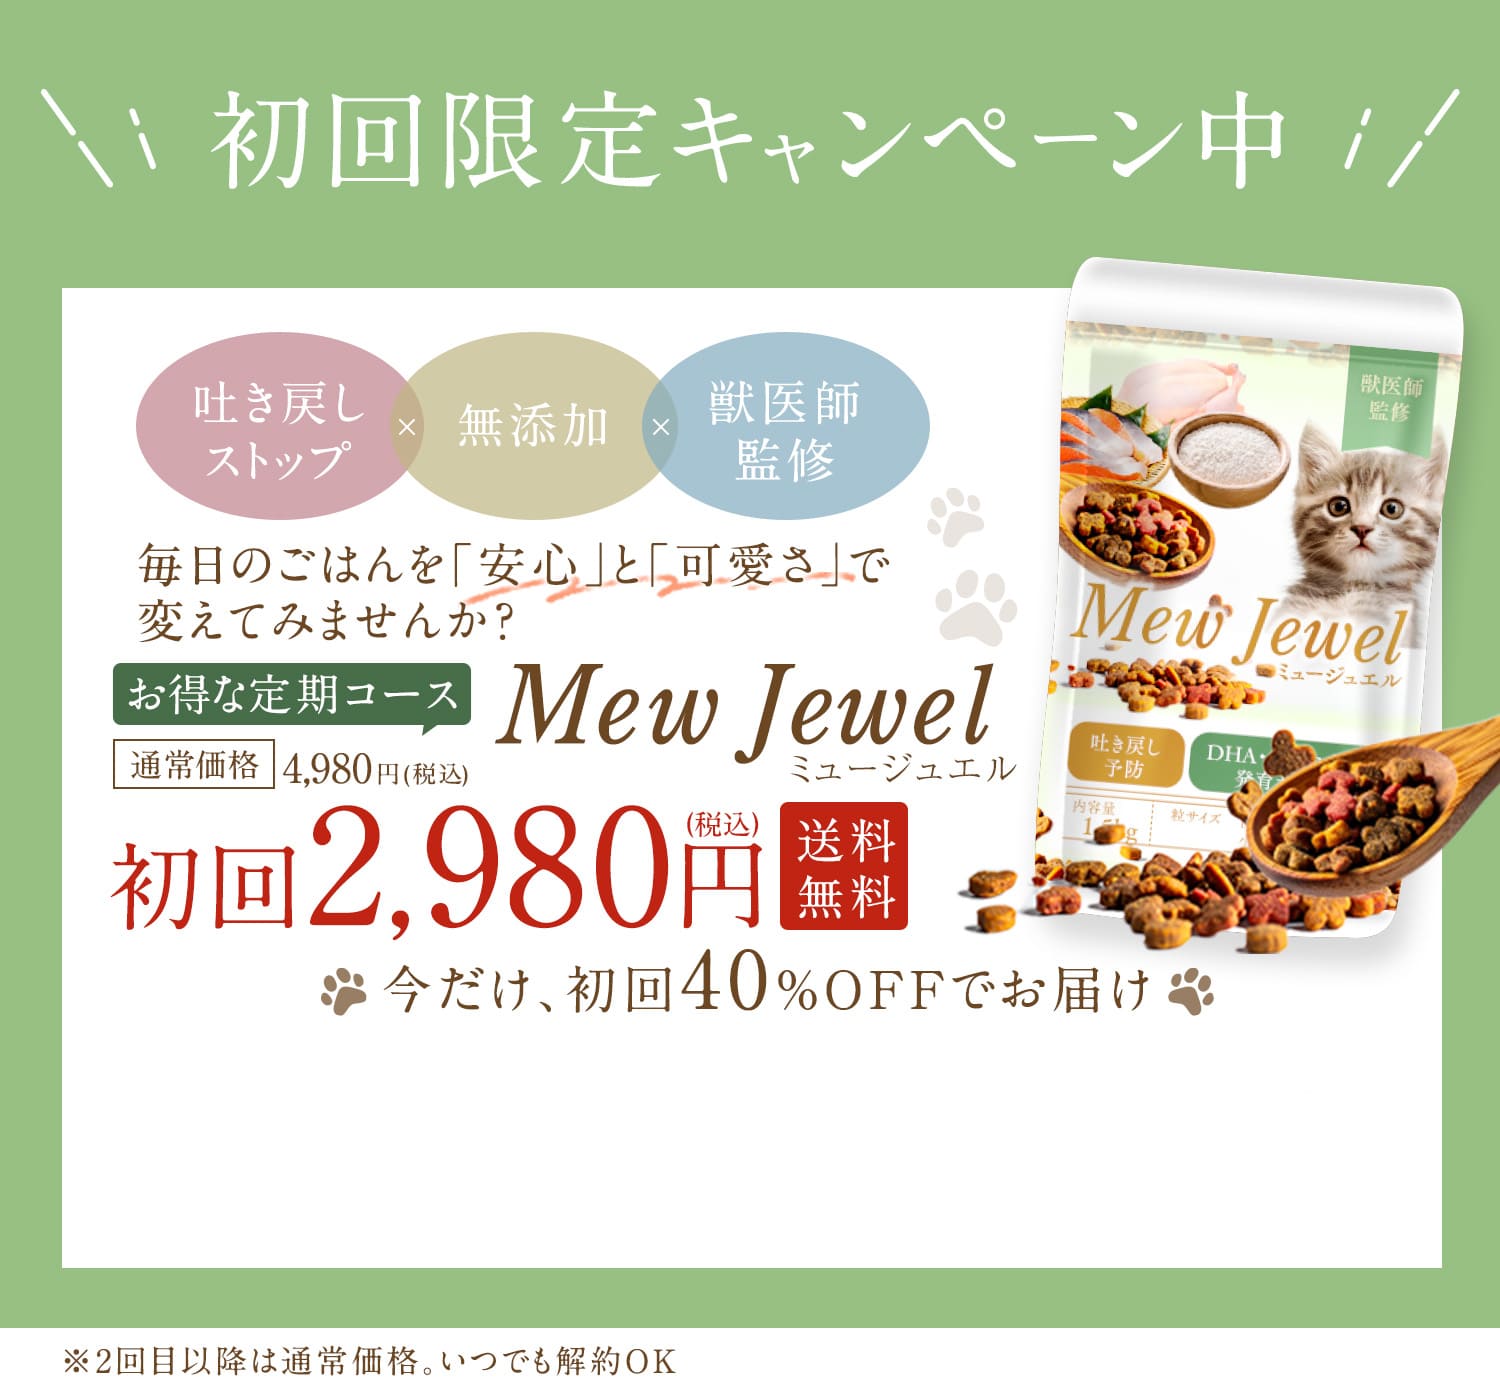 初回限定キャンペーン中
吐き戻し
ストップ
×
無添加
×
獣医師
監修
毎日のごはんを「安心」と「可愛さ」で
変えてみませんか?
お得な定期コース
通常価格 4,980円(税込)
Mew Jewel
ミュージュエル
初回2,980円(税込)
送料
無料
今だけ、初回40%OFFでお届け
獣医師
監修
Mew Jewel
ミュージュエル
吐き戻し
予防
DHA・
発育
内容量
粒サイズ
※2回目以降は通常価格。いつでも解約OK